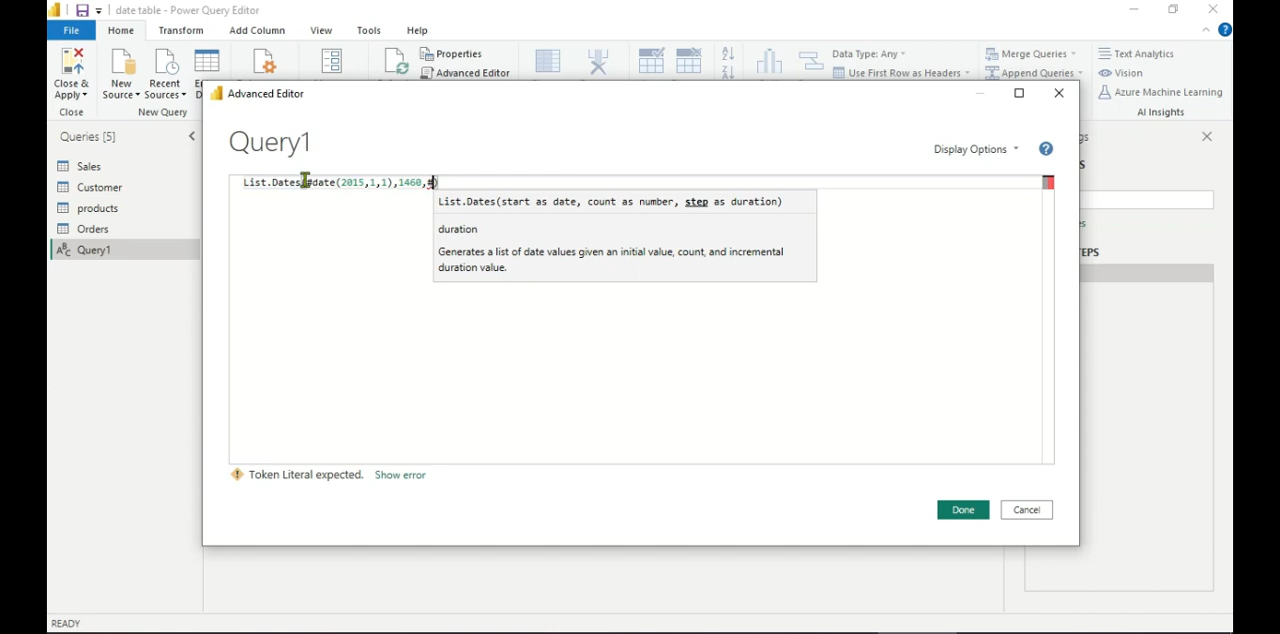 date table - Power Query Editor
File Home Transform Add Column View Tools Help
Close & Apply
New Source
Recent Sources
Properties
Advanced Editor
Data Type: Any
Use First Row as Headers
Merge Queries
Append Queries
Text Analytics
Vision
Azure Machine Learning
Close
New Query
AI Insights
Queries [5]
Sales
Customer
products
Orders
Query1
Advanced Editor
Query1
Display Options
List.Dates(#date(2015,1,1),1460,#)
List.Dates(start as date, count as number, step as duration)
duration
Generates a list of date values given an initial value, count, and incremental
duration value.
Token Literal expected. Show error
Done
Cancel
READY